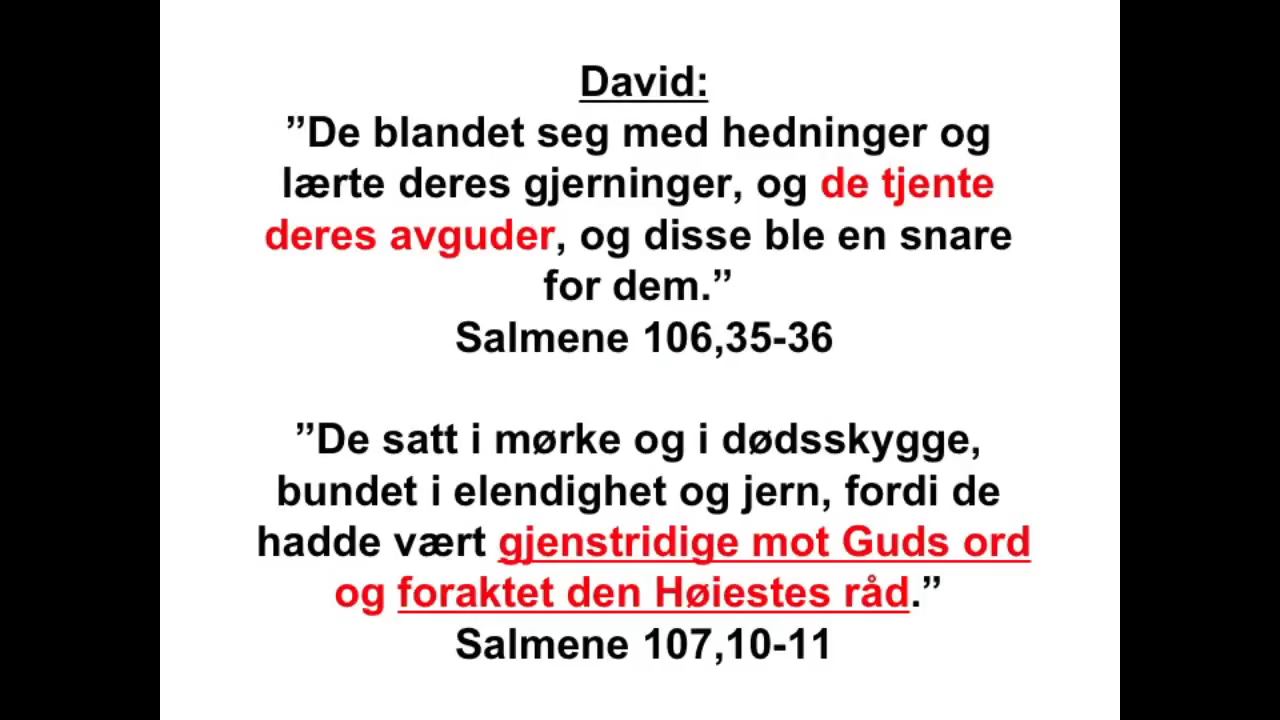 David:
”De blandet seg med hedninger og
lærte deres gjerninger, og de tjente
deres avguder, og disse ble en snare
for dem.”
Salmene 106,35-36
”De satt i mørke og i dødsskygge,
bundet i elendighet og jern, fordi de
hadde vært gjenstridige mot Guds ord
og foraktet den Høiestes råd.”
Salmene 107,10-11